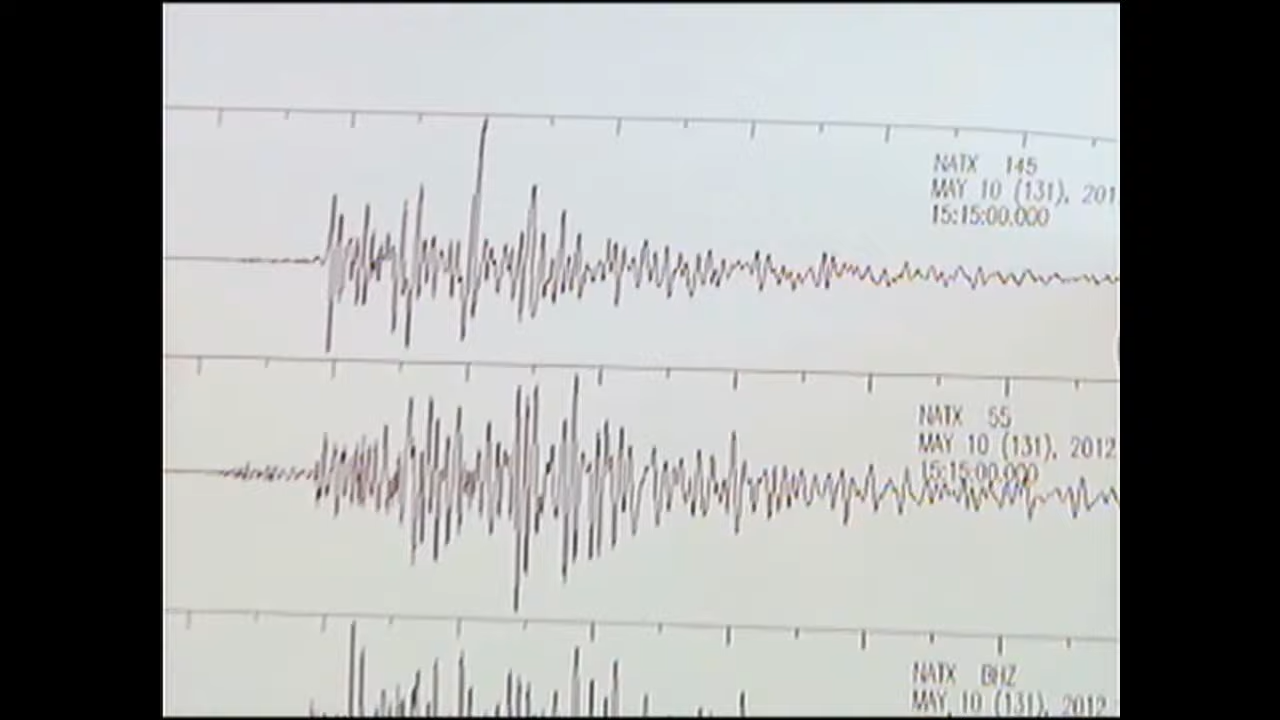 NATX 145
MAY 10 (131), 201
15:15:00.000
NATX 55
MAY 10 (131), 2012
15:15:00.000
NATX BHZ
MAY 10 (131), 2012